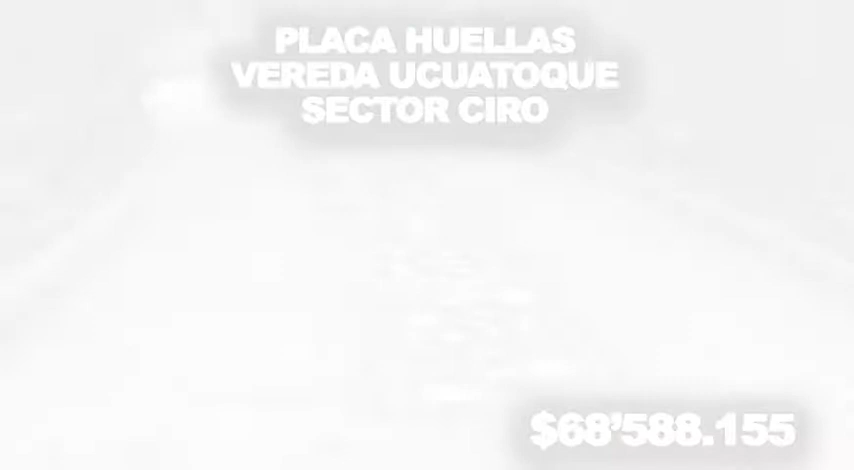 PLACA HUELLAS
VEREDA UCUATOQUE
SECTOR CIRO
$68'588.155